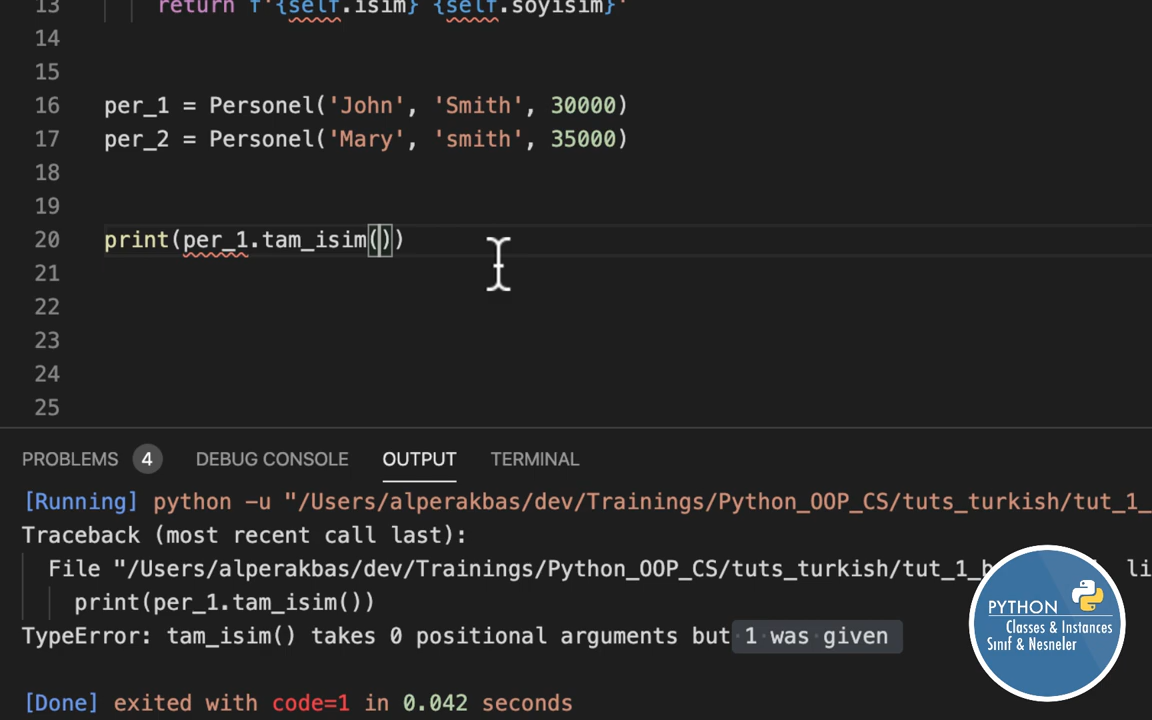 13 return f'{self.isim} {self.soyisim}'
14
15
16 per_1 = Personel('John', 'Smith', 30000)
17 per_2 = Personel('Mary', 'smith', 35000)
18
19
20 print(per_1.tam_isim())
21
22
23
24
25
PROBLEMS 4 DEBUG CONSOLE OUTPUT TERMINAL
[Running] python -u "/Users/alperakbas/dev/Trainings/Python_OOP_CS/tuts_turkish/tut_1_
Traceback (most recent call last):
File "/Users/alperakbas/dev/Trainings/Python_OOP_CS/tuts_turkish/tut_1_b li
print(per_1.tam_isim())
TypeError: tam_isim() takes 0 positional arguments but 1 was given
[Done] exited with code=1 in 0.042 seconds
PYTHON
Classes & Instances
Sınıf & Nesneler